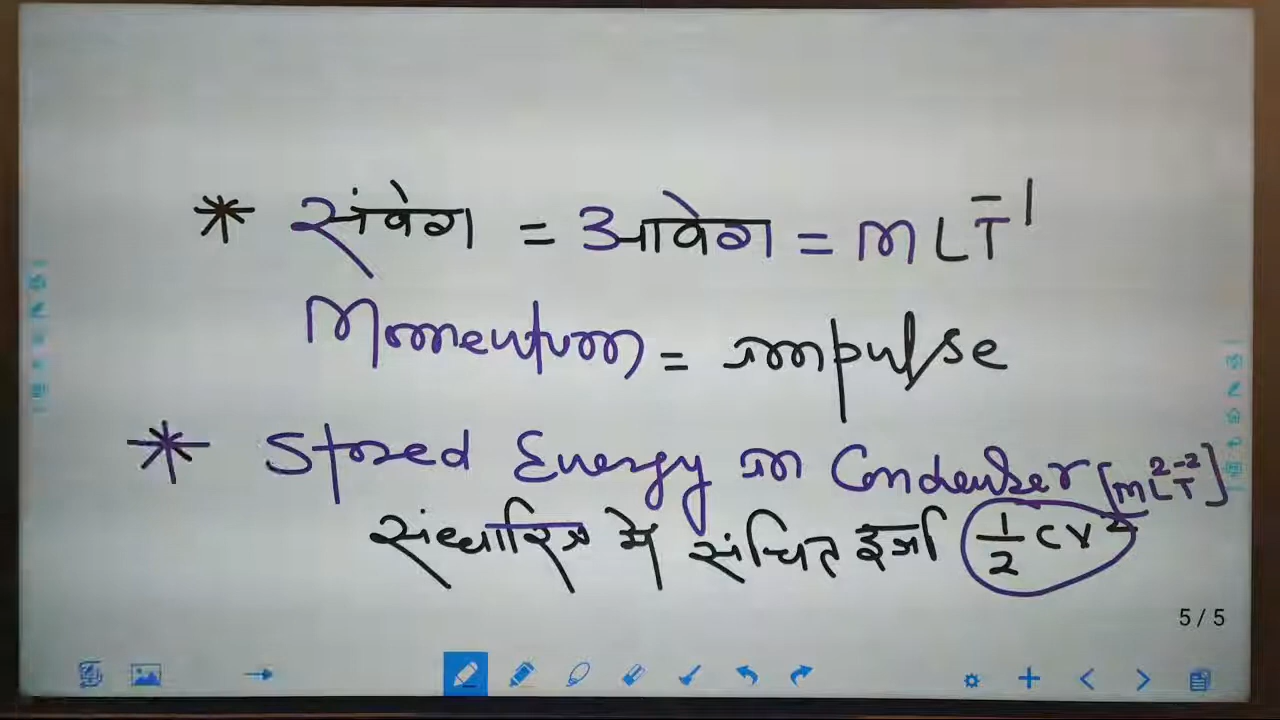 * संवेग = आवेग = MLT⁻¹
Momentum = Impulse
* Stored Energy in Condenser [ML²T⁻²]
संधारित्र में संचित ऊर्जा ½ CV²
5 / 5